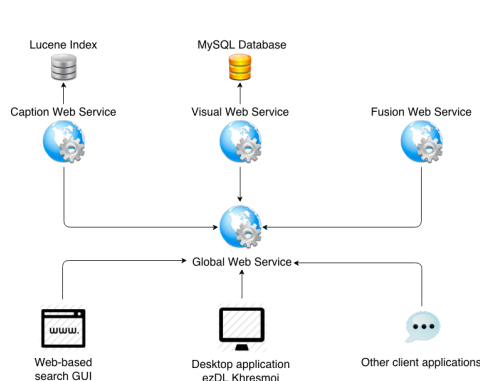 Lucene Index
MySQL Database
Caption Web Service
Visual Web Service
Fusion Web Service
Global Web Service
www.
Web-based
search GUI
Desktop application
ezDL Khresmoi
Other client applications